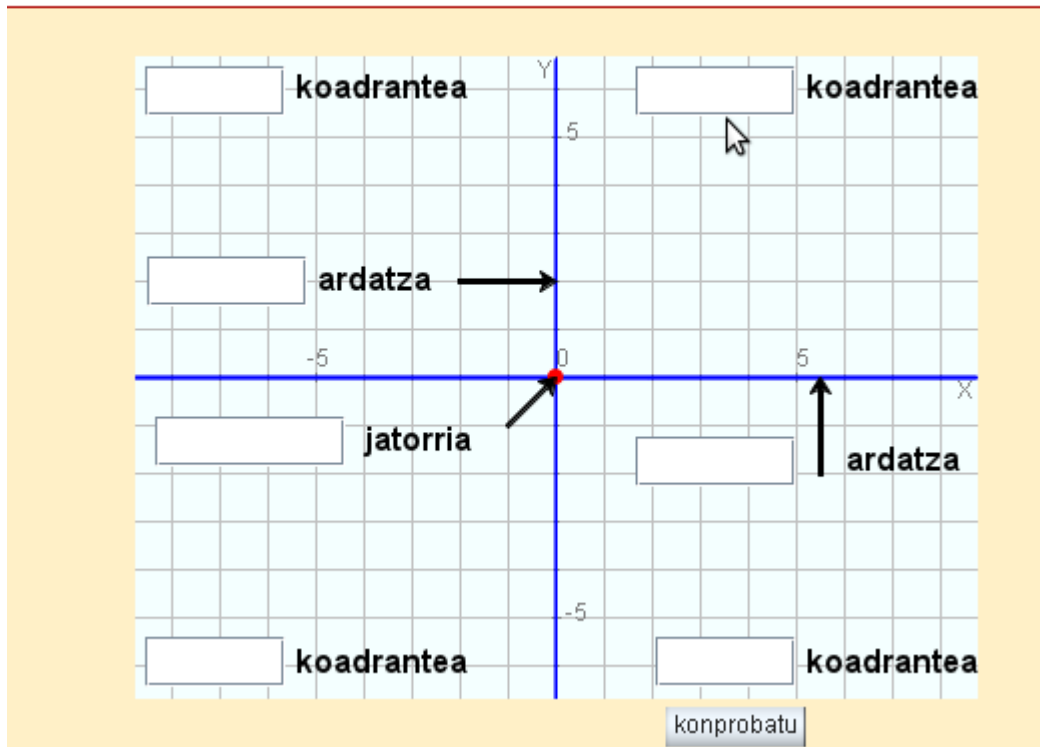 koadrantea
Y
koadrantea
5
ardatza
-5
0
5
X
jatorria
ardatza
-5
koadrantea
koadrantea
konprobatu